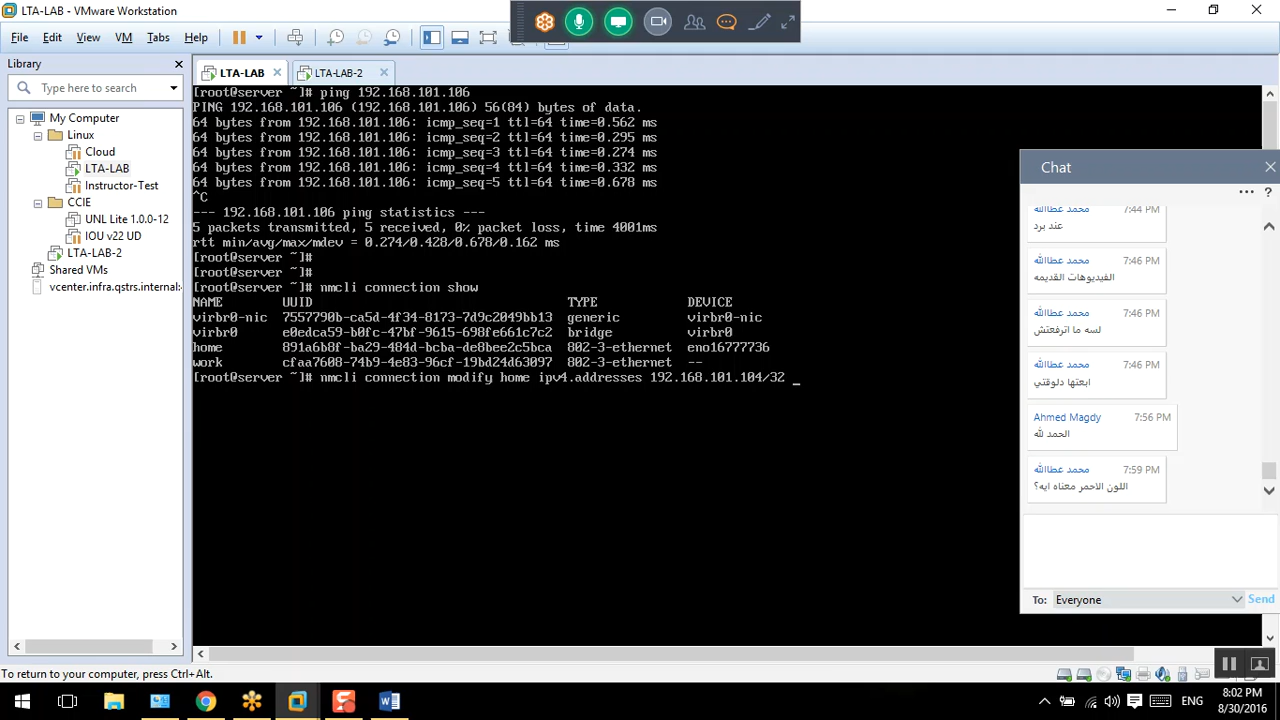 LTA-LAB - VMware Workstation
File Edit View VM Tabs Help
Library
Type here to search
My Computer
Linux
Cloud
LTA-LAB
Instructor-Test
CCIE
UNL Lite 1.0.0-12
IOU v22 UD
LTA-LAB-2
Shared VMs
vcenter.infra.qstrs.internal:
LTA-LAB
LTA-LAB-2
[root@server ~]# ping 192.168.101.106
PING 192.168.101.106 (192.168.101.106) 56(84) bytes of data.
64 bytes from 192.168.101.106: icmp_seq=1 ttl=64 time=0.562 ms
64 bytes from 192.168.101.106: icmp_seq=2 ttl=64 time=0.295 ms
64 bytes from 192.168.101.106: icmp_seq=3 ttl=64 time=0.274 ms
64 bytes from 192.168.101.106: icmp_seq=4 ttl=64 time=0.332 ms
64 bytes from 192.168.101.106: icmp_seq=5 ttl=64 time=0.678 ms
^C
--- 192.168.101.106 ping statistics ---
5 packets transmitted, 5 received, 0% packet loss, time 4001ms
rtt min/avg/max/mdev = 0.274/0.428/0.678/0.162 ms
[root@server ~]#
[root@server ~]#
[root@server ~]# nmcli connection show
NAME UUID TYPE DEVICE
virbr0-nic 7557790b-ca5d-4f34-8173-7d9c2049bb13 generic virbr0-nic
virbr0 e0edca59-b0fc-47bf-9615-698fe661c7c2 bridge virbr0
home 891a6b8f-ba29-484d-bcba-de8bee2c5bca 802-3-ethernet eno16777736
work cfaa7608-74b9-4e83-96cf-19bd24d63097 802-3-ethernet --
[root@server ~]# nmcli connection modify home ipv4.addresses 192.168.101.104/32 _
Chat
محمد عطاالله 7:44 PM
عند برد
محمد عطاالله 7:46 PM
الفيديوهات القديمه
محمد عطاالله 7:46 PM
لسه ما اترفعتش
محمد عطاالله 7:46 PM
ابعتها دلوقتي
Ahmed Magdy 7:56 PM
الحمد لله
محمد عطاالله 7:59 PM
اللون الاحمر معناه ايه؟
To: Everyone Send
To return to your computer, press Ctrl+Alt.
ENG
8:02 PM
8/30/2016